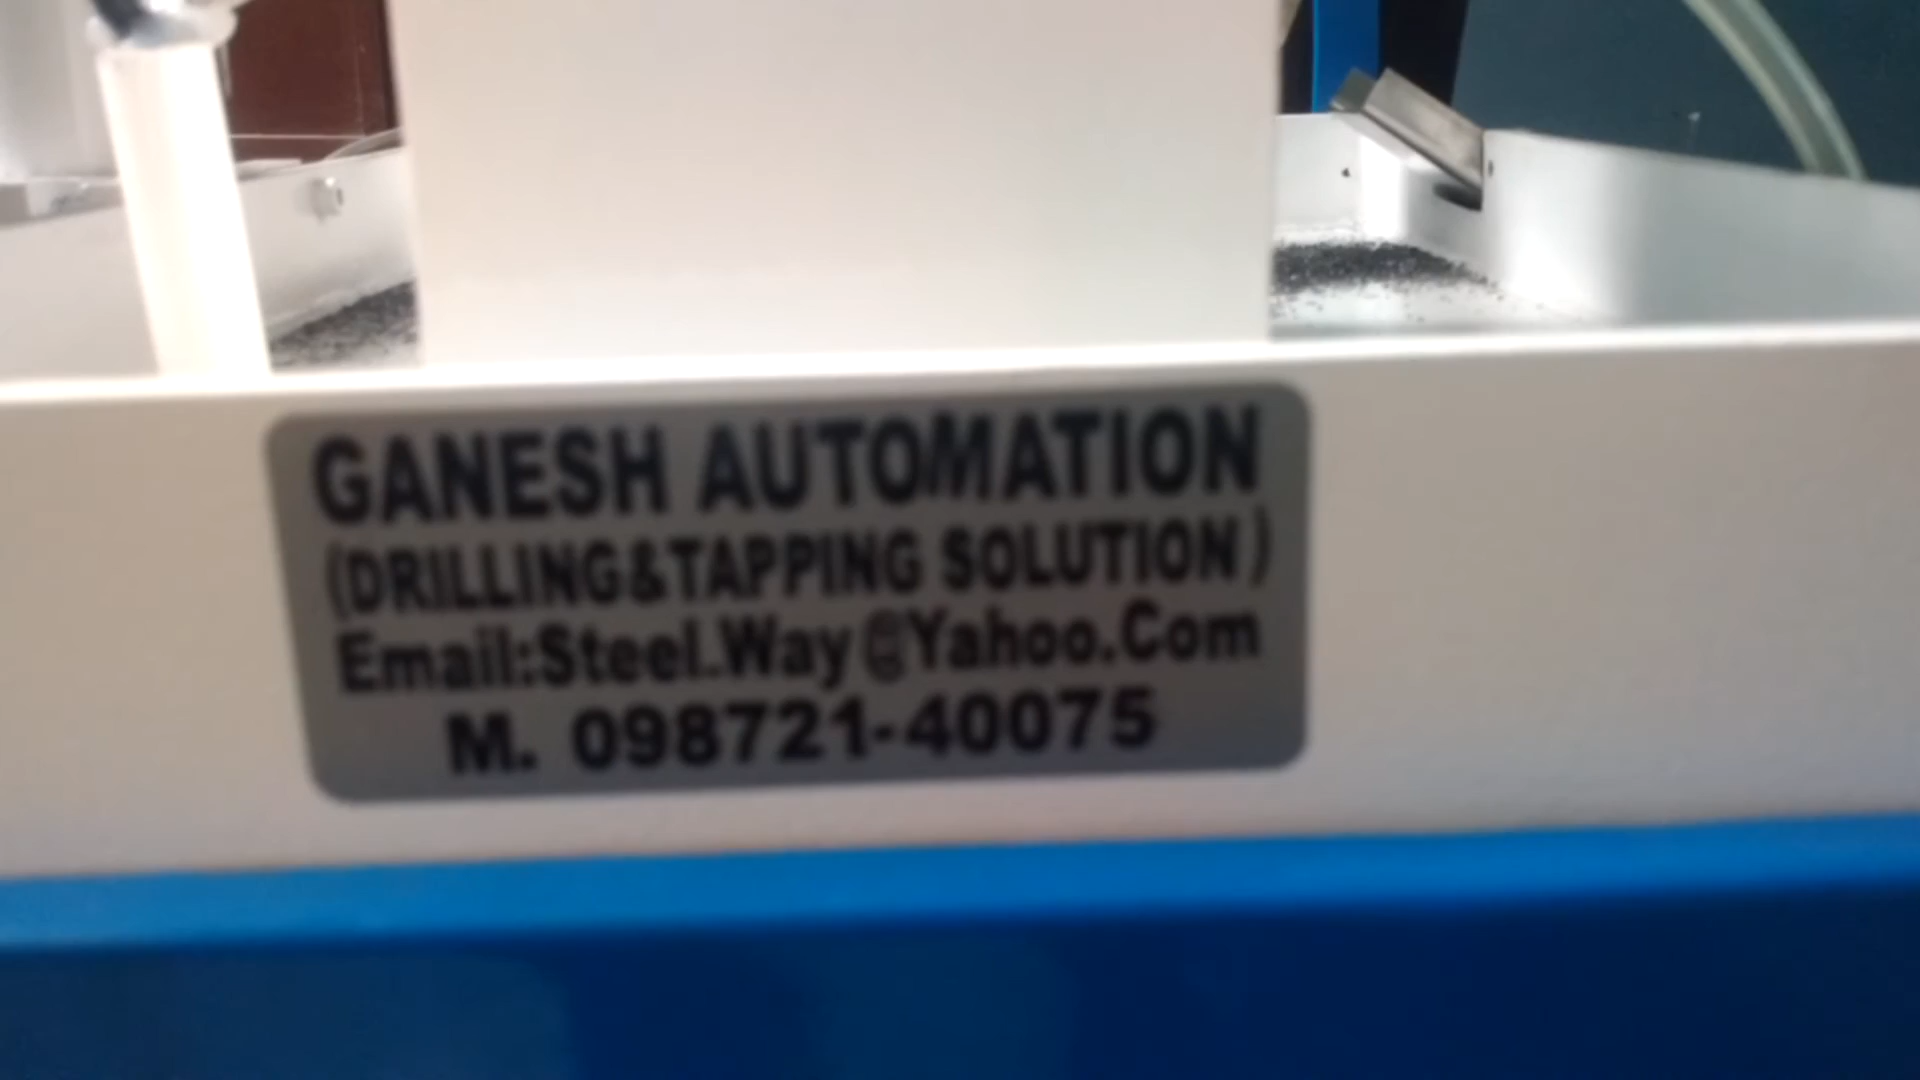 GANESH AUTOMATION
(DRILLING&TAPPING SOLUTION)
Email:Steel.Way@Yahoo.Com
M. 098721-40075